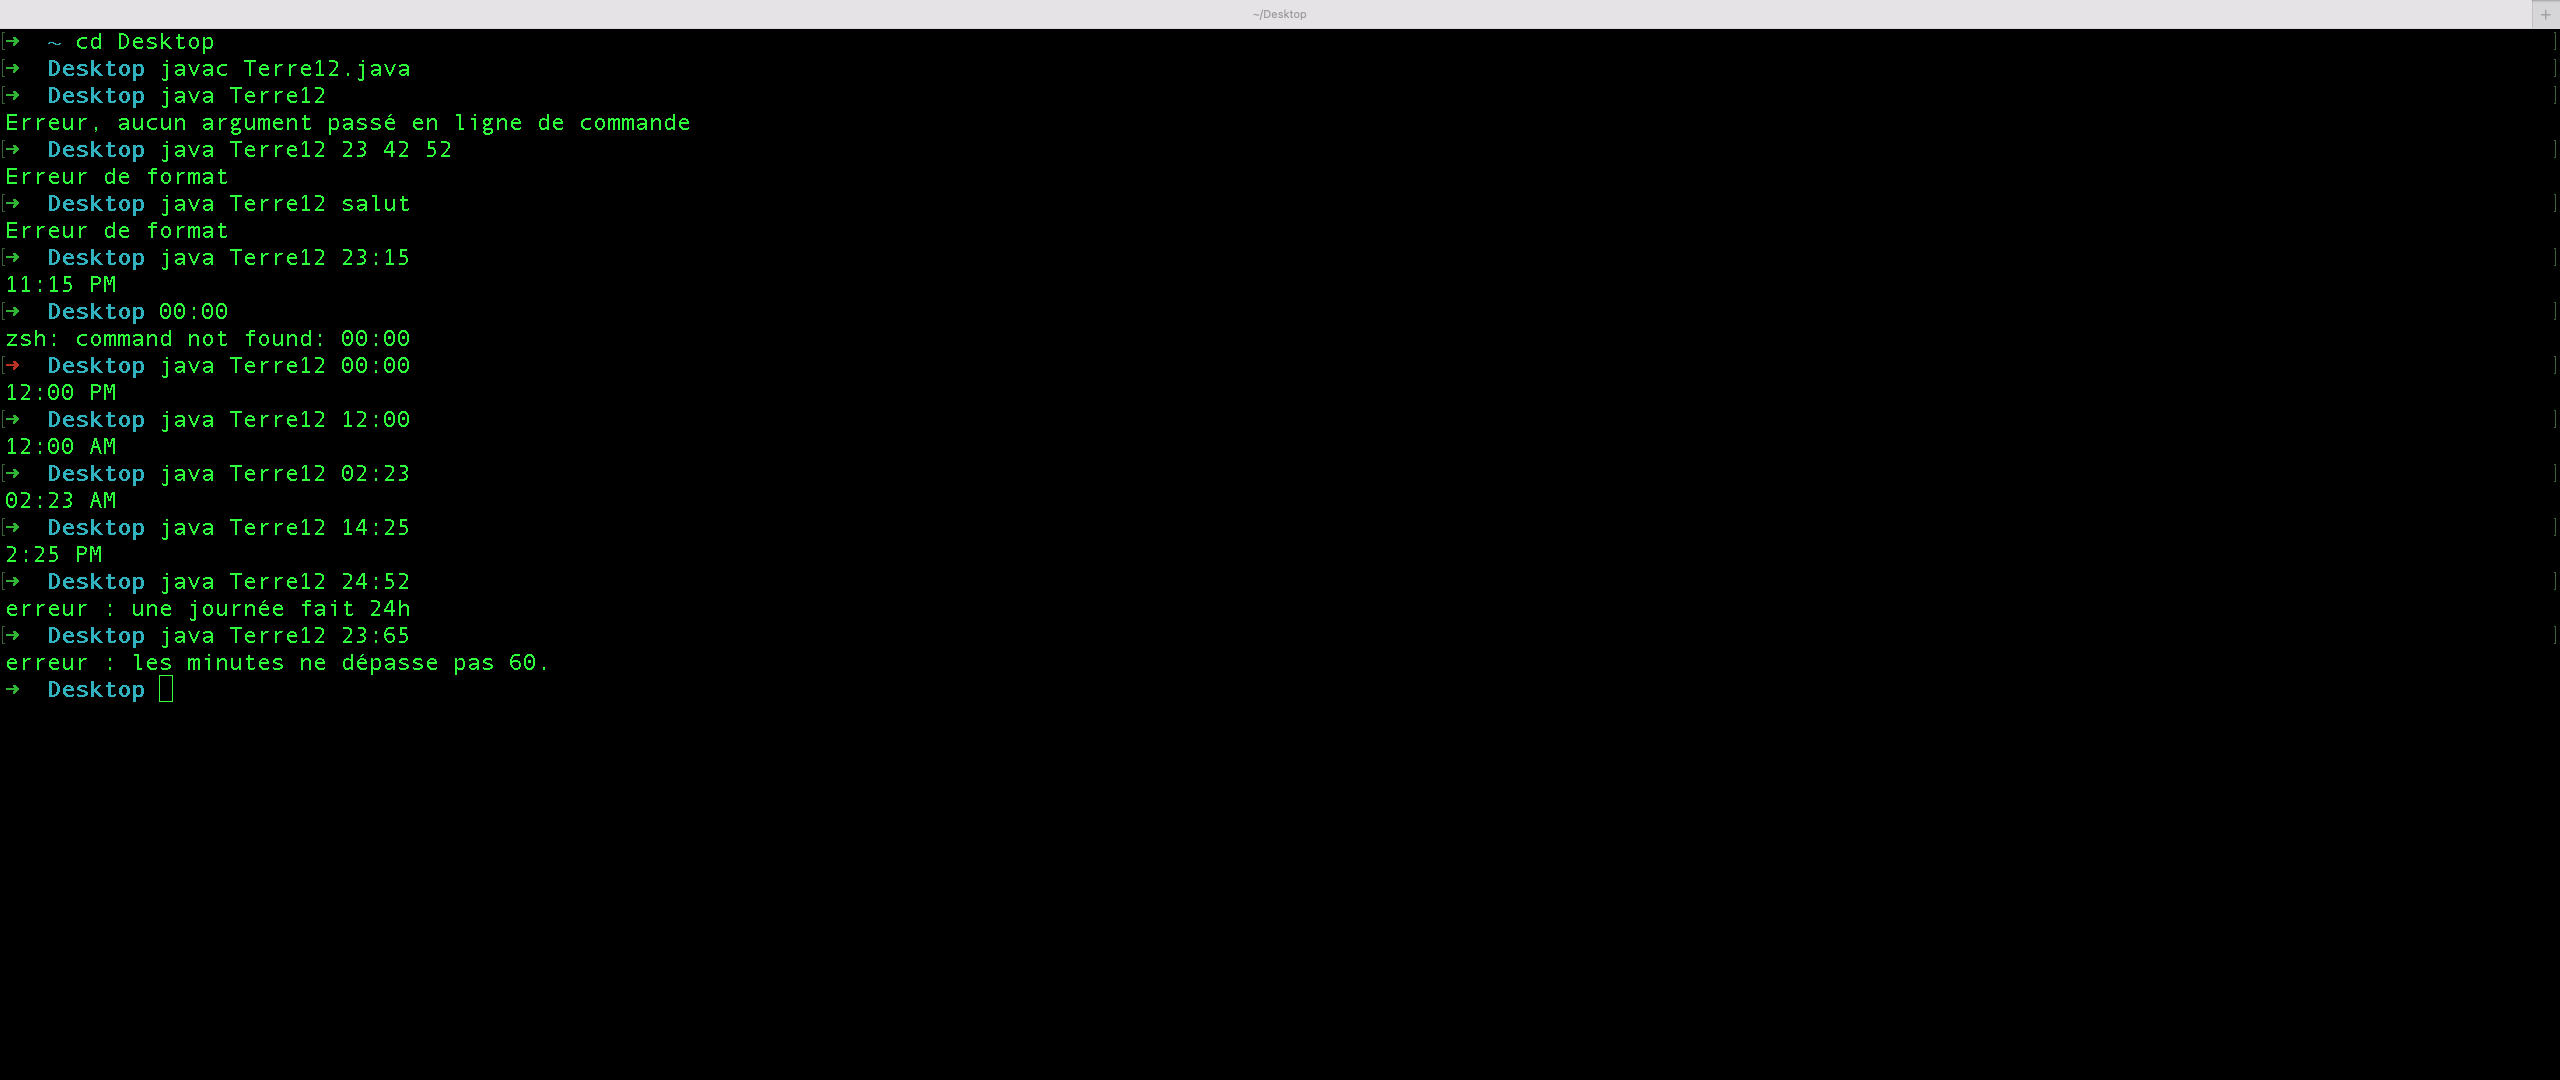 ~/Desktop
+
[➜  ~ cd Desktop ]
[➜  Desktop javac Terre12.java ]
[➜  Desktop java Terre12 ]
Erreur, aucun argument passé en ligne de commande
[➜  Desktop java Terre12 23 42 52 ]
Erreur de format
[➜  Desktop java Terre12 salut ]
Erreur de format
[➜  Desktop java Terre12 23:15 ]
11:15 PM
[➜  Desktop 00:00 ]
zsh: command not found: 00:00
[➜  Desktop java Terre12 00:00 ]
12:00 PM
[➜  Desktop java Terre12 12:00 ]
12:00 AM
[➜  Desktop java Terre12 02:23 ]
02:23 AM
[➜  Desktop java Terre12 14:25 ]
2:25 PM
[➜  Desktop java Terre12 24:52 ]
erreur : une journée fait 24h
[➜  Desktop java Terre12 23:65 ]
erreur : les minutes ne dépasse pas 60.
➜  Desktop